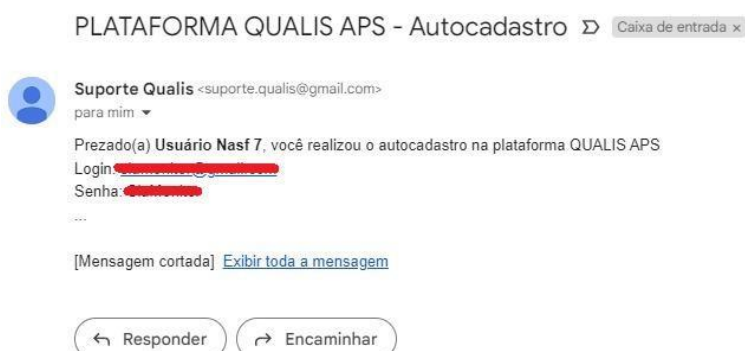 PLATAFORMA QUALIS APS - Autocadastro Caixa de entrada x
Suporte Qualis <suporte.qualis@gmail.com>
para mim
Prezado(a) Usuário Nasf 7, você realizou o autocadastro na plataforma QUALIS APS
Login:
Senha:
...
[Mensagem cortada] Exibir toda a mensagem
Responder Encaminhar